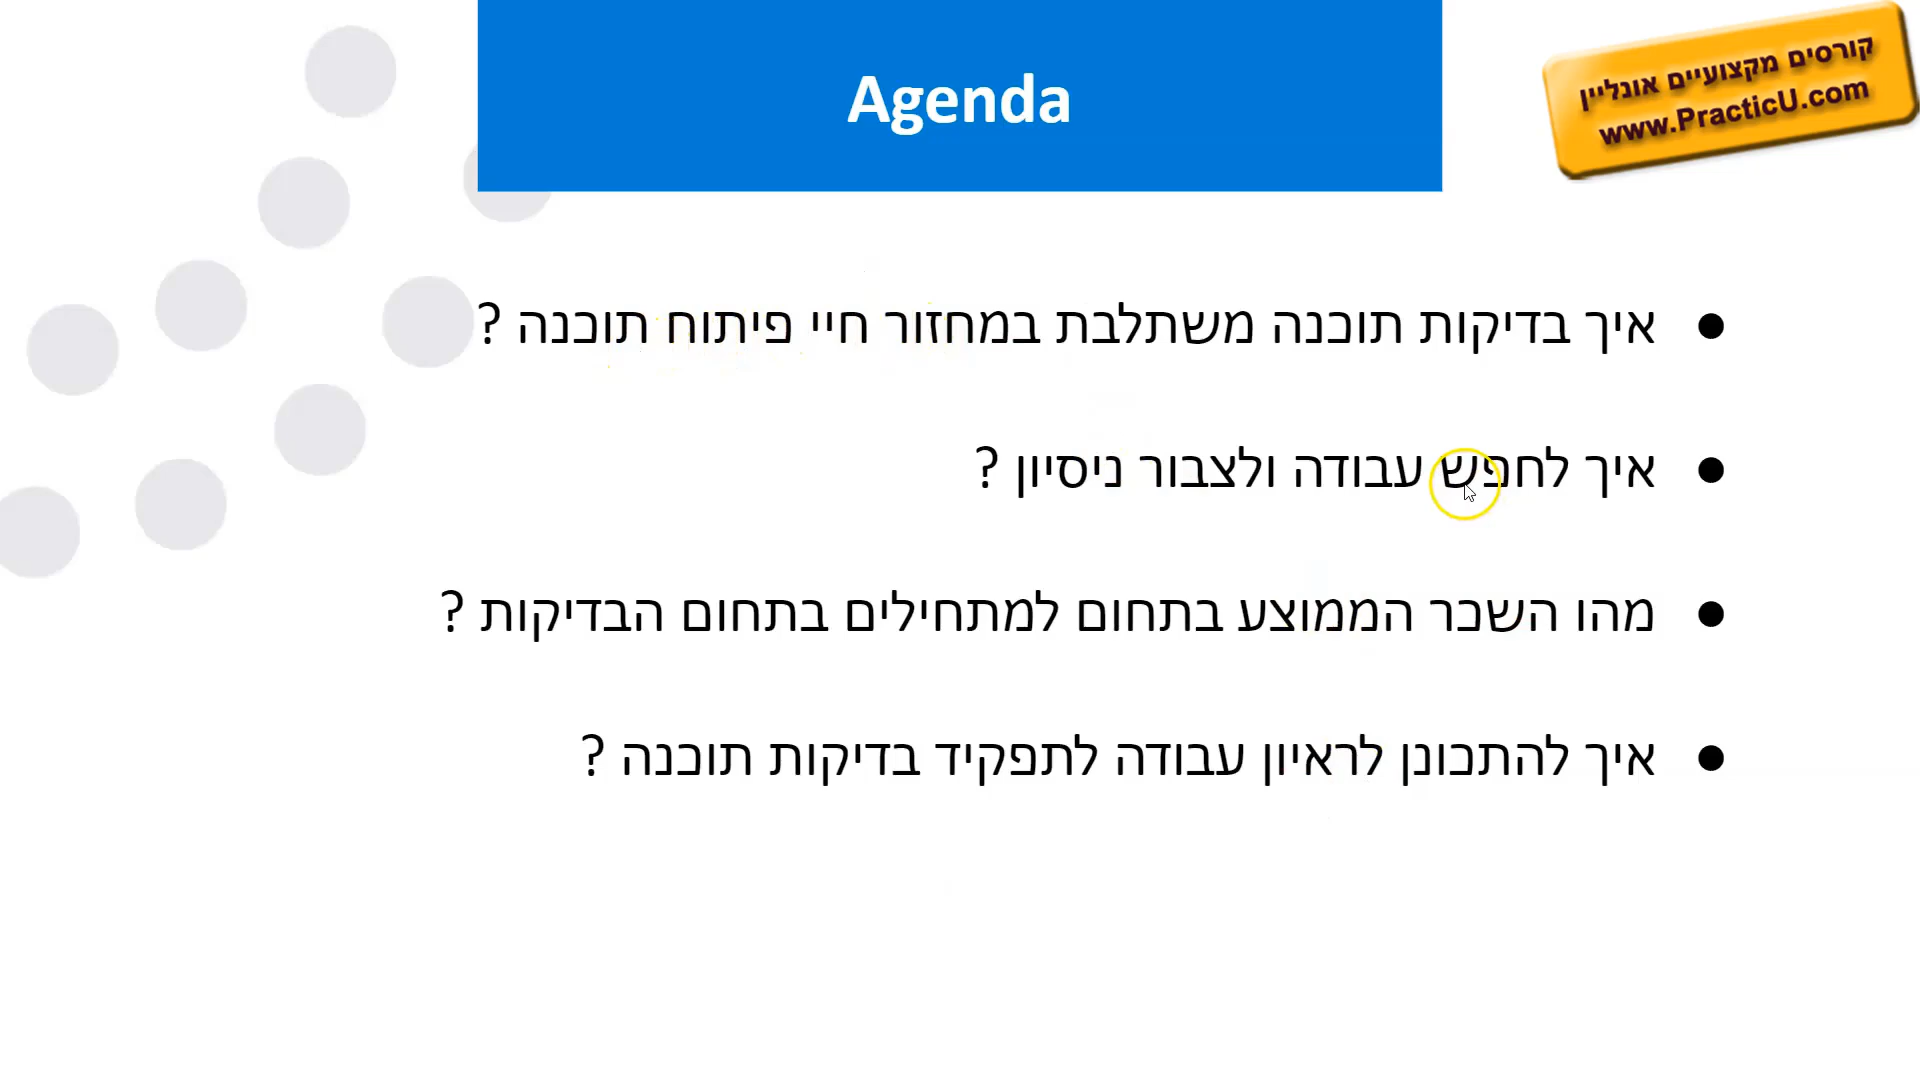 Agenda
קורסים מקצועיים אונליין
www.PracticU.com
איך בדיקות תוכנה משתלבת במחזור חיי פיתוח תוכנה ?
איך לחפש עבודה ולצבור ניסיון ?
מהו השכר הממוצע בתחום למתחילים בתחום הבדיקות ?
איך להתכונן לראיון עבודה לתפקיד בדיקות תוכנה ?